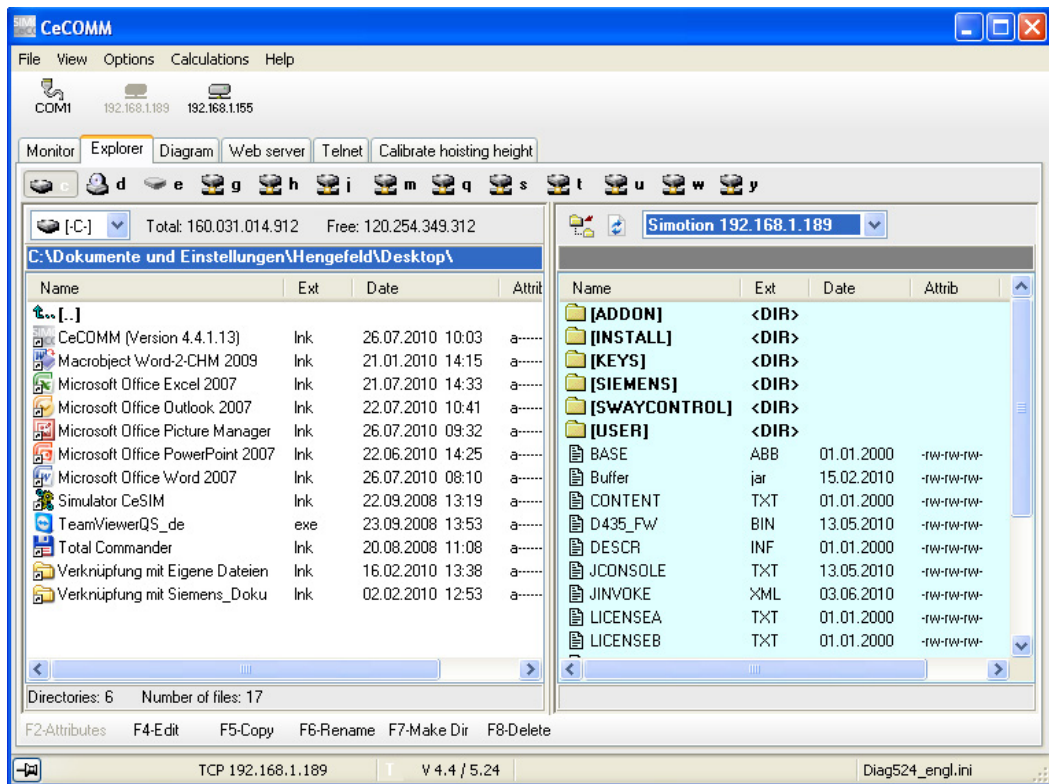 CeCOMM
File View Options Calculations Help
COM1 192.168.1.189 192.168.1.155
Monitor Explorer Diagram Web server Telnet Calibrate hoisting height
c d e g h j m q s t u w y
[-C-] Total: 160.031.014.912 Free: 120.254.349.312
C:\Dokumente und Einstellungen\Hengefeld\Desktop\
Name Ext Date Attrit
[..]
CeCOMM (Version 4.4.1.13) lnk 26.07.2010 10:03 a------
Macrobject Word-2-CHM 2009 lnk 21.01.2010 14:15 a------
Microsoft Office Excel 2007 lnk 21.07.2010 14:33 a------
Microsoft Office Outlook 2007 lnk 22.07.2010 10:41 a------
Microsoft Office Picture Manager lnk 26.07.2010 09:32 a------
Microsoft Office PowerPoint 2007 lnk 22.06.2010 14:25 a------
Microsoft Office Word 2007 lnk 26.07.2010 08:10 a------
Simulator CeSIM lnk 22.09.2008 13:19 a------
TeamViewerQS_de exe 23.09.2008 13:53 a------
Total Commander lnk 20.08.2008 11:08 a------
Verknüpfung mit Eigene Dateien lnk 16.02.2010 13:38 a------
Verknüpfung mit Siemens_Doku lnk 02.02.2010 12:53 a------
Directories: 6 Number of files: 17
Simotion 192.168.1.189
Name Ext Date Attrib
[ADDON] <DIR>
[INSTALL] <DIR>
[KEYS] <DIR>
[SIEMENS] <DIR>
[SWAYCONTROL] <DIR>
[USER] <DIR>
BASE ABB 01.01.2000 -rw-rw-rw-
Buffer jar 15.02.2010 -rw-rw-rw-
CONTENT TXT 01.01.2000 -rw-rw-rw-
D435_FW BIN 13.05.2010 -rw-rw-rw-
DESCR INF 01.01.2000 -rw-rw-rw-
JCONSOLE TXT 13.05.2010 -rw-rw-rw-
JINVOKE XML 03.06.2010 -rw-rw-rw-
LICENSEA TXT 01.01.2000 -rw-rw-rw-
LICENSEB TXT 01.01.2000 -rw-rw-rw-
F2-Attributes F4-Edit F5-Copy F6-Rename F7-Make Dir F8-Delete
TCP 192.168.1.189 T V 4.4 / 5.24 Diag524_engl.ini